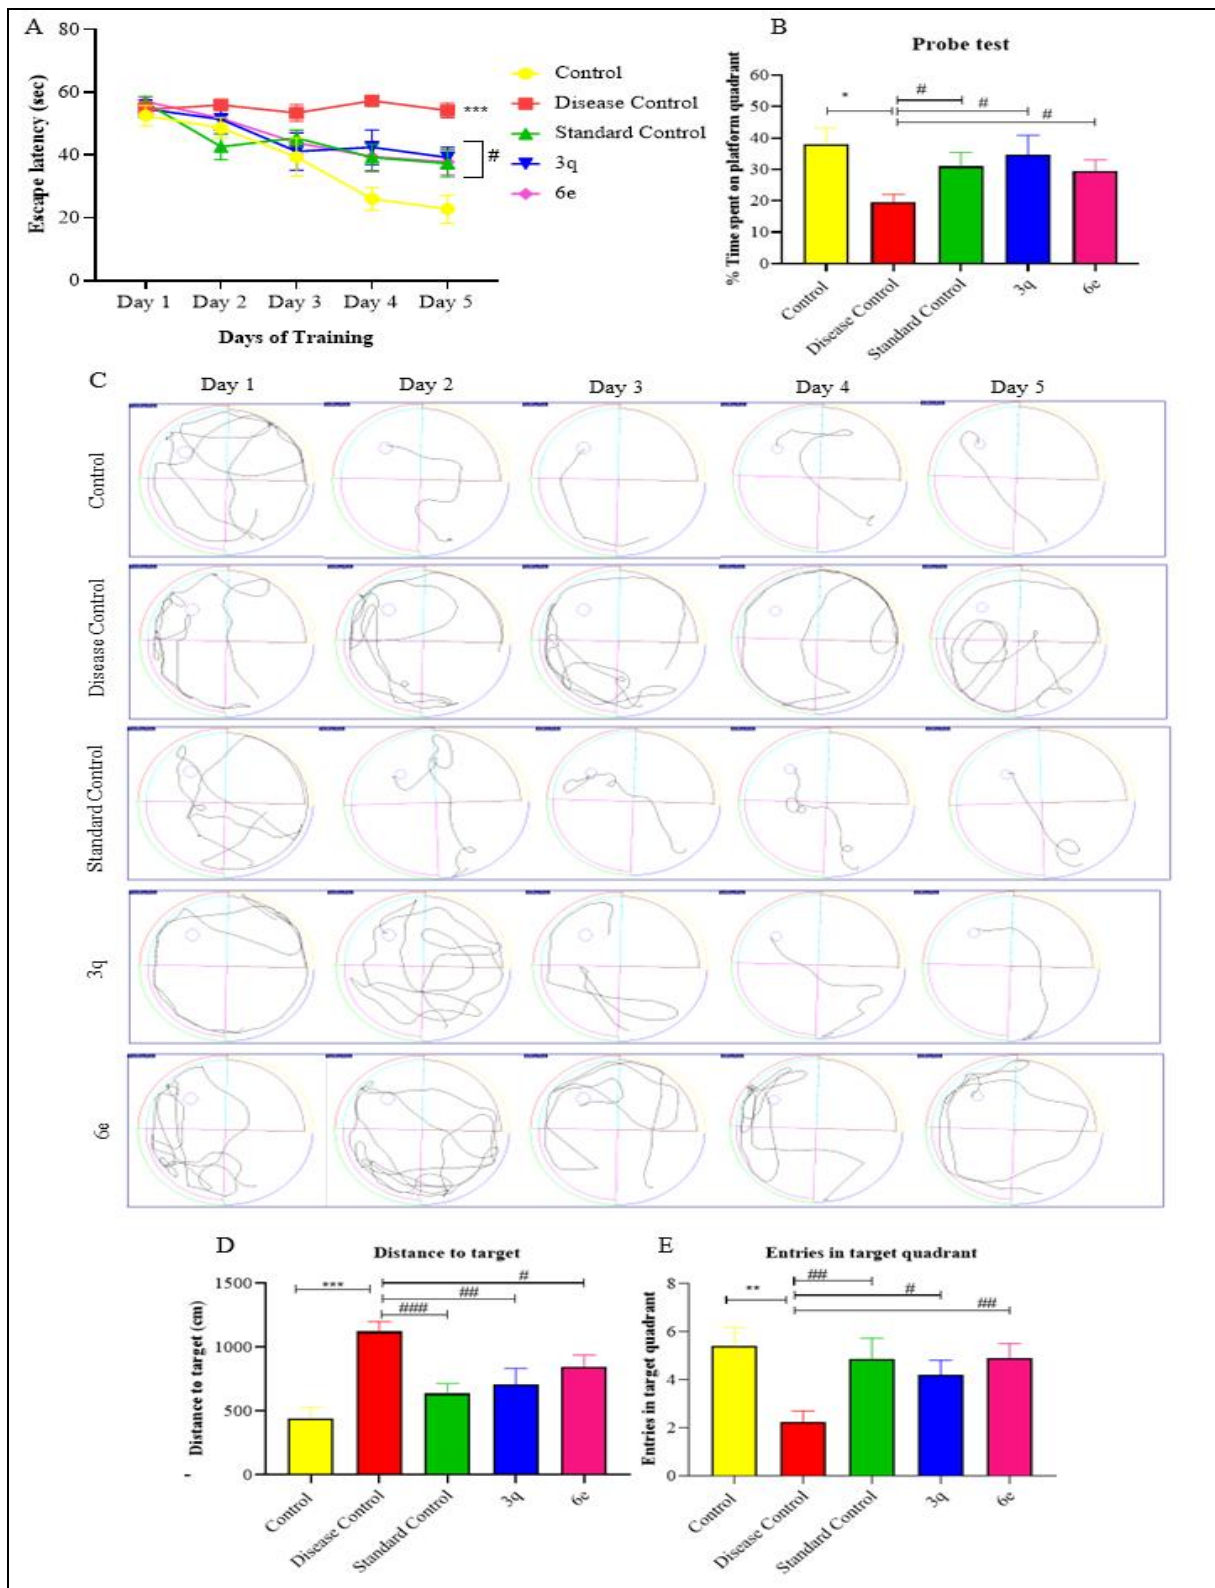 A
80
60
40
20
0
Escape latency (sec)
Day 1 Day 2 Day 3 Day 4 Day 5
Days of Training
Control
Disease Control
Standard Control
3q
6e
***
#
B
Probe test
60
50
40
30
20
10
0
% Time spent on platform quadrant
*
#
#
#
Control
Disease Control
Standard Control
3q
6e
C
Day 1 Day 2 Day 3 Day 4 Day 5
Control
Disease Control
Standard Control
3q
6e
D
Distance to target
1500
1000
500
0
Distance to target (cm)
***
#
##
###
Control
Disease Control
Standard Control
3q
6e
E
Entries in target quadrant
8
6
4
2
0
Entries in target quadrant
**
##
#
##
Control
Disease Control
Standard Control
3q
6e